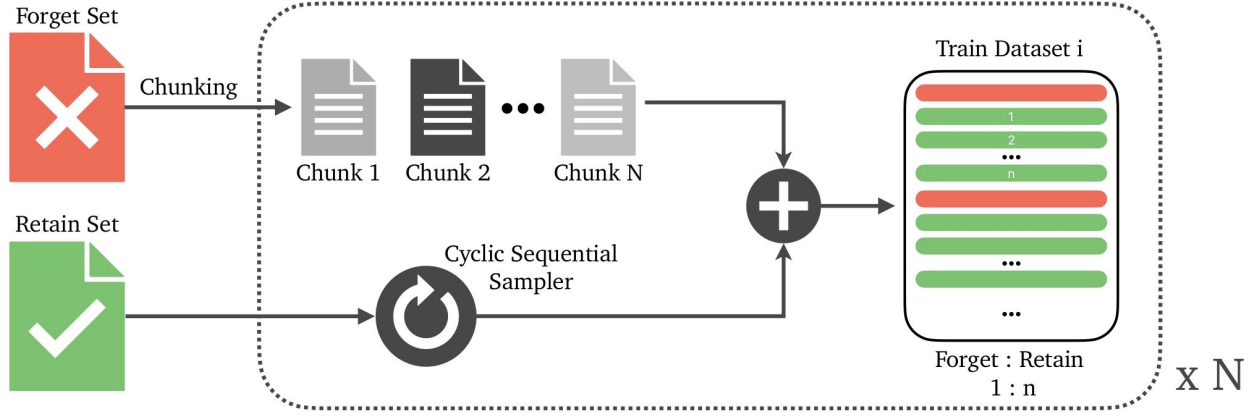 Forget Set
Chunking
Chunk 1
Chunk 2
Chunk N
Retain Set
Cyclic Sequential
Sampler
Train Dataset i
1
2
...
n
...
...
Forget : Retain
1 : n
x N